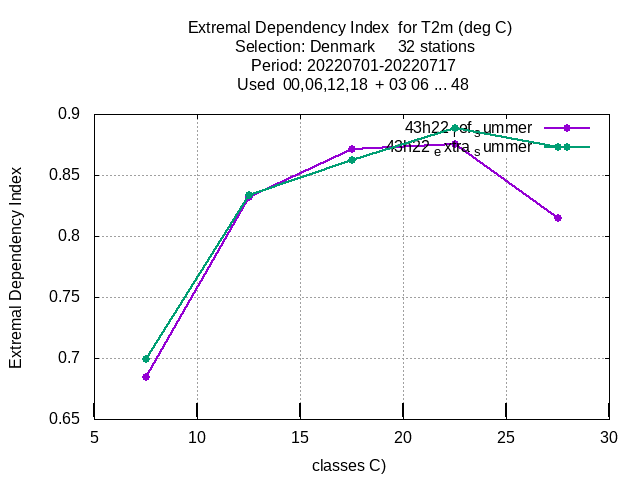 Extremal Dependency Index  for T2m (deg C)
Selection: Denmark     32 stations
Period: 20220701-20220717
Used  00,06,12,18  + 03 06 ... 48
43h22_ref_summer
43h22_extra_summer
0.9
0.85
0.8
0.75
0.7
0.65
Extremal Dependency Index
5 10 15 20 25 30
classes C)